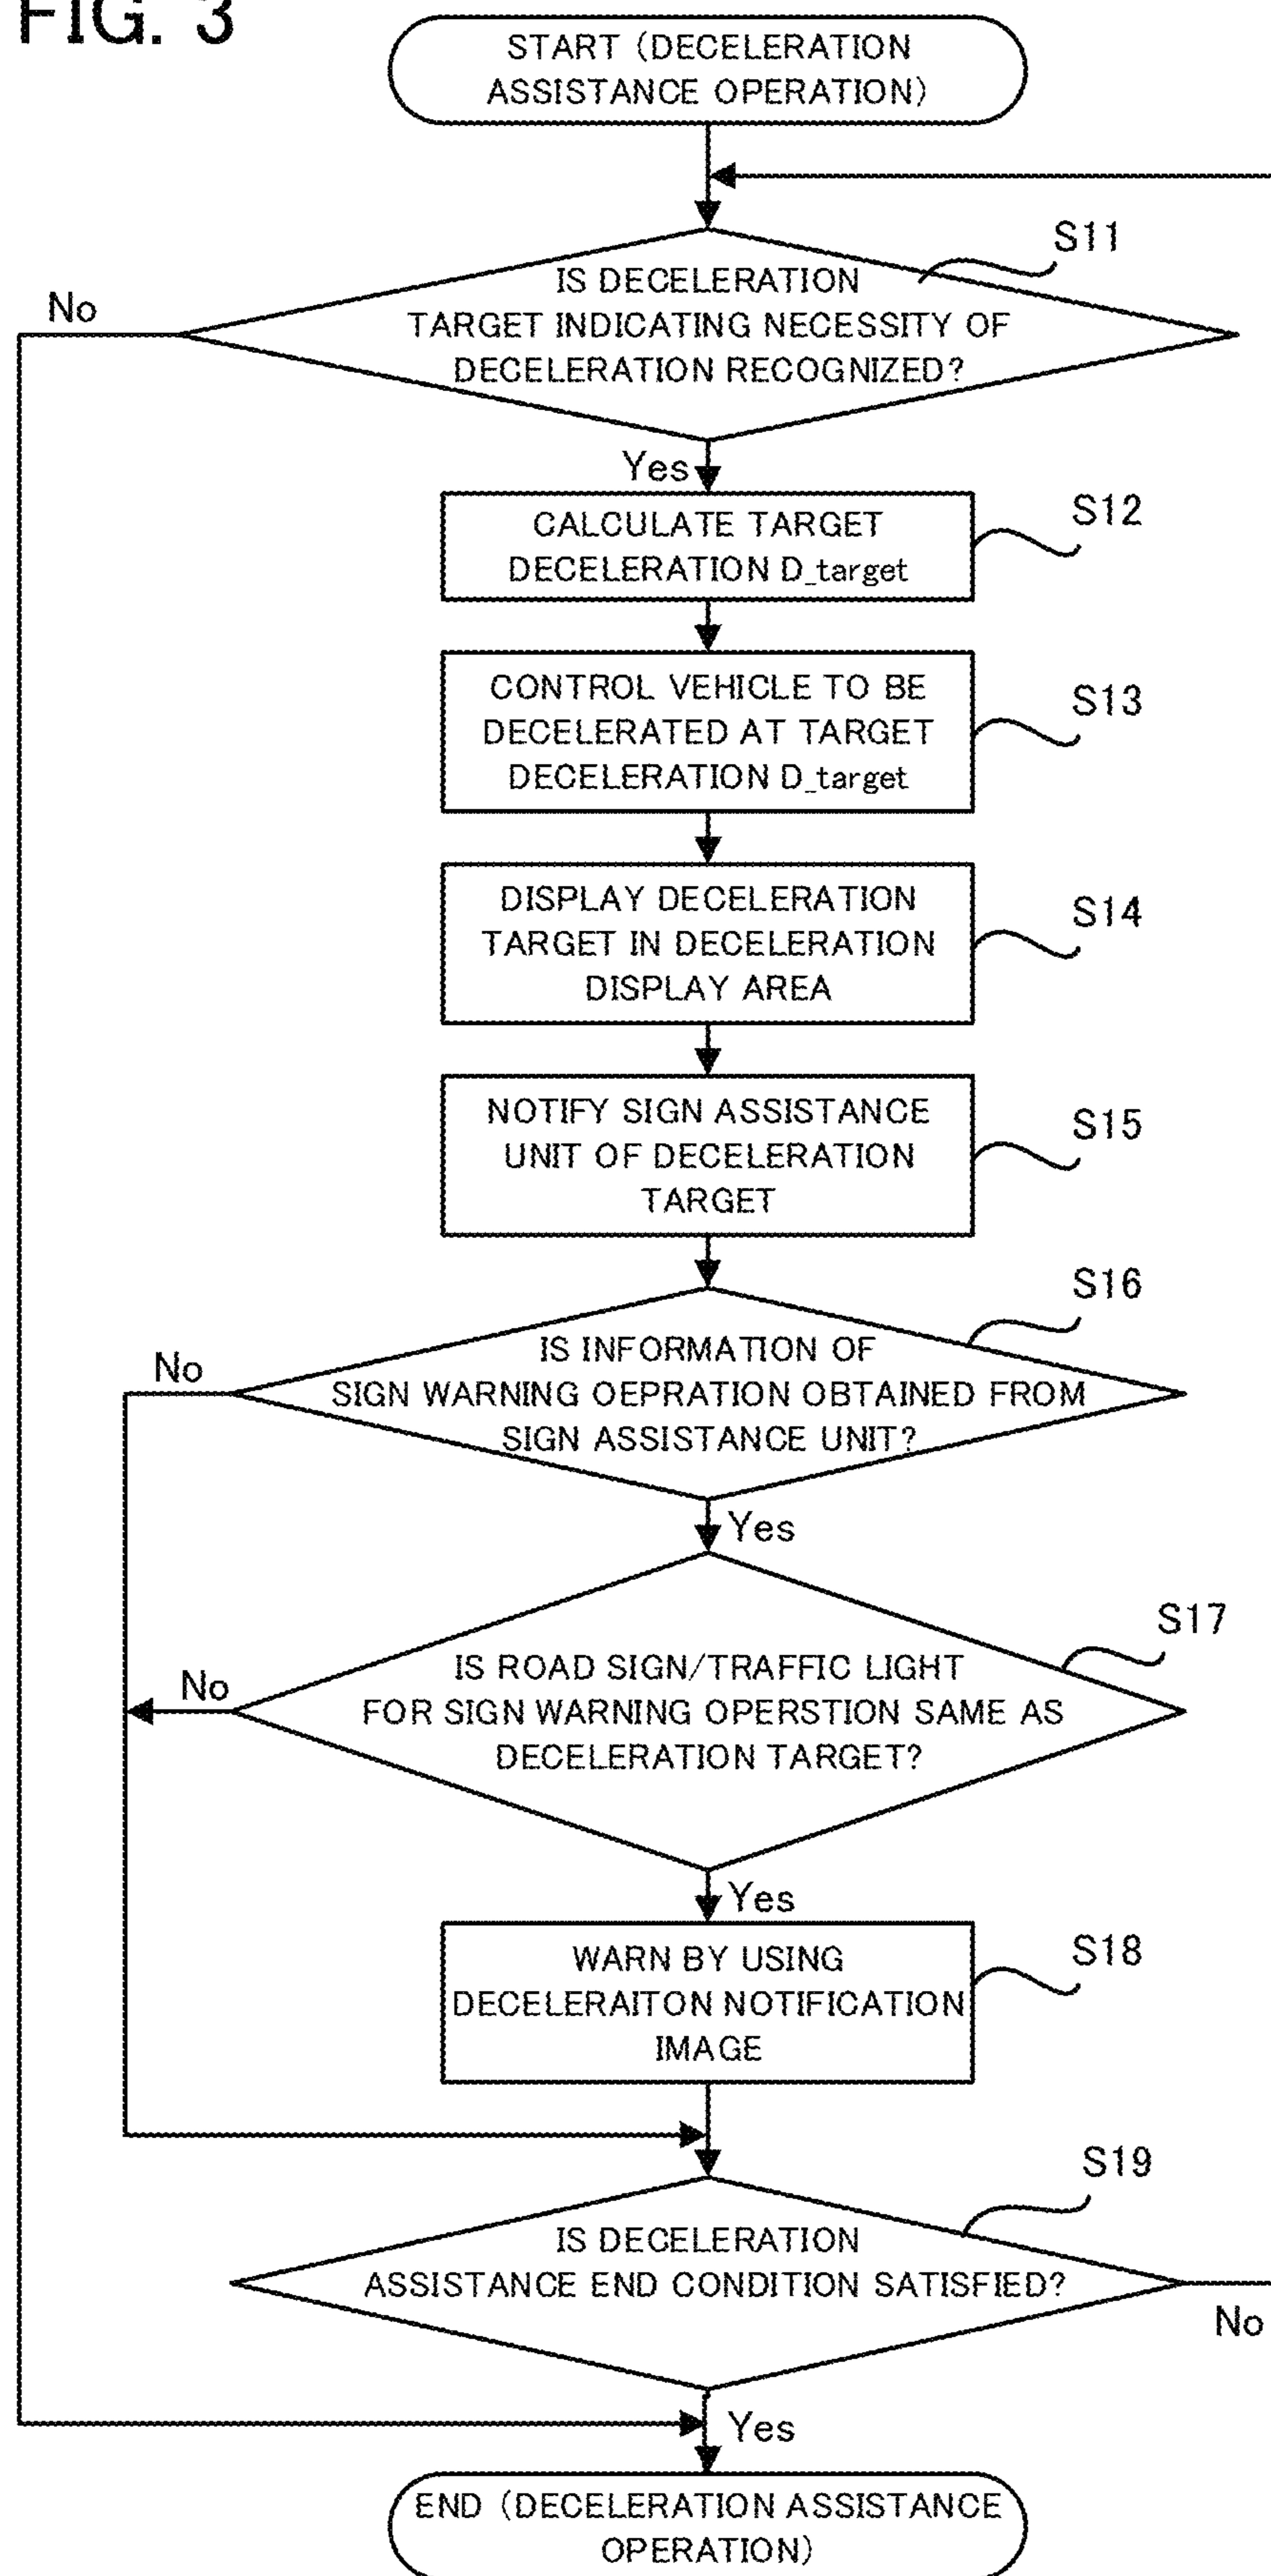 FIG. 3
START (DECELERATION
ASSISTANCE OPERATION)
S11
IS DECELERATION
TARGET INDICATING NECESSITY OF
DECELERATION RECOGNIZED?
No
Yes
S12
CALCULATE TARGET
DECELERATION D_target
S13
CONTROL VEHICLE TO BE
DECELERATED AT TARGET
DECELERATION D_target
S14
DISPLAY DECELERATION
TARGET IN DECELERATION
DISPLAY AREA
S15
NOTIFY SIGN ASSISTANCE
UNIT OF DECELERATION
TARGET
S16
IS INFORMATION OF
SIGN WARNING OEPRATION OBTAINED FROM
SIGN ASSISTANCE UNIT?
No
Yes
S17
IS ROAD SIGN/TRAFFIC LIGHT
FOR SIGN WARNING OPERSTION SAME AS
DECELERATION TARGET?
No
Yes
S18
WARN BY USING
DECELERAITON NOTIFICATION
IMAGE
S19
IS DECELERATION
ASSISTANCE END CONDITION SATISFIED?
No
Yes
END (DECELERATION ASSISTANCE
OPERATION)